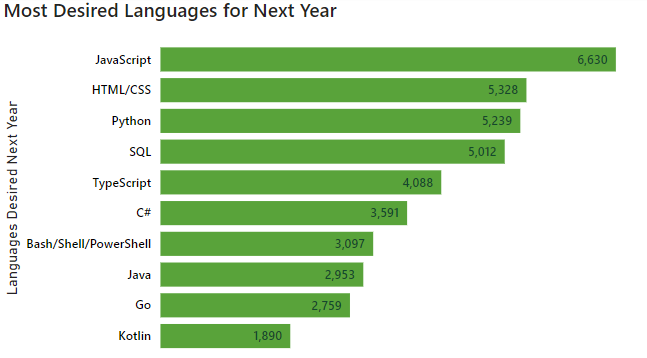 Most Desired Languages for Next Year
Languages Desired Next Year
JavaScript 6,630
HTML/CSS 5,328
Python 5,239
SQL 5,012
TypeScript 4,088
C# 3,591
Bash/Shell/PowerShell 3,097
Java 2,953
Go 2,759
Kotlin 1,890